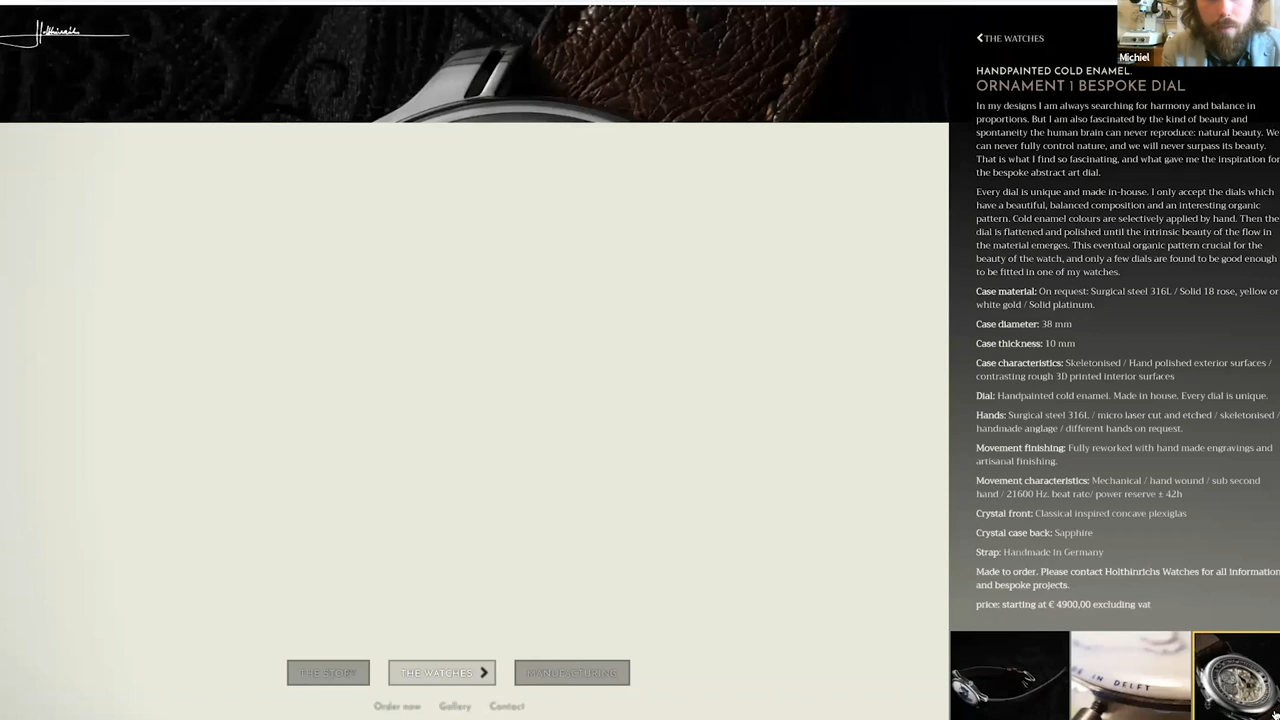 Holthinrichs
THE WATCHES
Michiel
HANDPAINTED COLD ENAMEL.
ORNAMENT 1 BESPOKE DIAL
In my designs I am always searching for harmony and balance in
proportions. But I am also fascinated by the kind of beauty and
spontaneity the human brain can never reproduce: natural beauty. We
can never fully control nature, and we will never surpass its beauty.
That is what I find so fascinating, and what gave me the inspiration for
the bespoke abstract art dial.
Every dial is unique and made in-house. I only accept the dials which
have a beautiful, balanced composition and an interesting organic
pattern. Cold enamel colours are selectively applied by hand. Then the
dial is flattened and polished until the intrinsic beauty of the flow in
the material emerges. This eventual organic pattern crucial for the
beauty of the watch, and only a few dials are found to be good enough
to be fitted in one of my watches.
Case material: On request: Surgical steel 316L / Solid 18 rose, yellow or
white gold / Solid platinum.
Case diameter: 38 mm
Case thickness: 10 mm
Case characteristics: Skeletonised / Hand polished exterior surfaces /
contrasting rough 3D printed interior surfaces
Dial: Handpainted cold enamel. Made in house. Every dial is unique.
Hands: Surgical steel 316L / micro laser cut and etched / skeletonised /
handmade anglage / different hands on request.
Movement finishing: Fully reworked with hand made engravings and
artisanal finishing.
Movement characteristics: Mechanical / hand wound / sub second
hand / 21600 Hz. beat rate/ power reserve ± 42h
Crystal front: Classical inspired concave plexiglas
Crystal case back: Sapphire
Strap: Handmade in Germany
Made to order. Please contact Holthinrichs Watches for all information
and bespoke projects.
price: starting at € 4900,00 excluding vat
THE STORY
THE WATCHES
MANUFACTURING
Order now
Gallery
Contact
IN DELFT